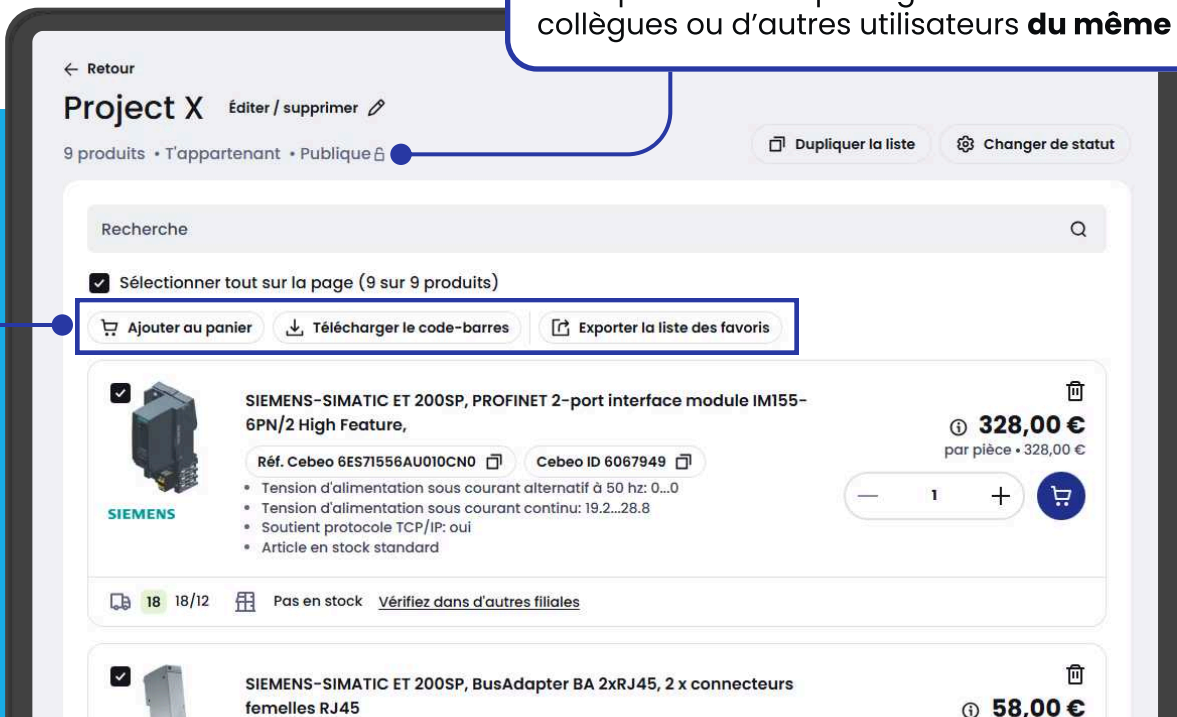 collègues ou d’autres utilisateurs du même
← Retour
Project X Éditer / supprimer
9 produits • T'appartenant • Publique
Dupliquer la liste Changer de statut
Recherche
Sélectionner tout sur la page (9 sur 9 produits)
Ajouter au panier Télécharger le code-barres Exporter la liste des favoris
SIEMENS-SIMATIC ET 200SP, PROFINET 2-port interface module IM155-
6PN/2 High Feature,
328,00 €
par pièce • 328,00 €
Réf. Cebeo 6ES71556AU010CN0 Cebeo ID 6067949
• Tension d'alimentation sous courant alternatif à 50 hz: 0...0
• Tension d'alimentation sous courant continu: 19.2...28.8
• Soutient protocole TCP/IP: oui
• Article en stock standard
SIEMENS
— 1 +
18 18/12 Pas en stock Vérifiez dans d'autres filiales
SIEMENS-SIMATIC ET 200SP, BusAdapter BA 2xRJ45, 2 x connecteurs
femelles RJ45
58,00 €